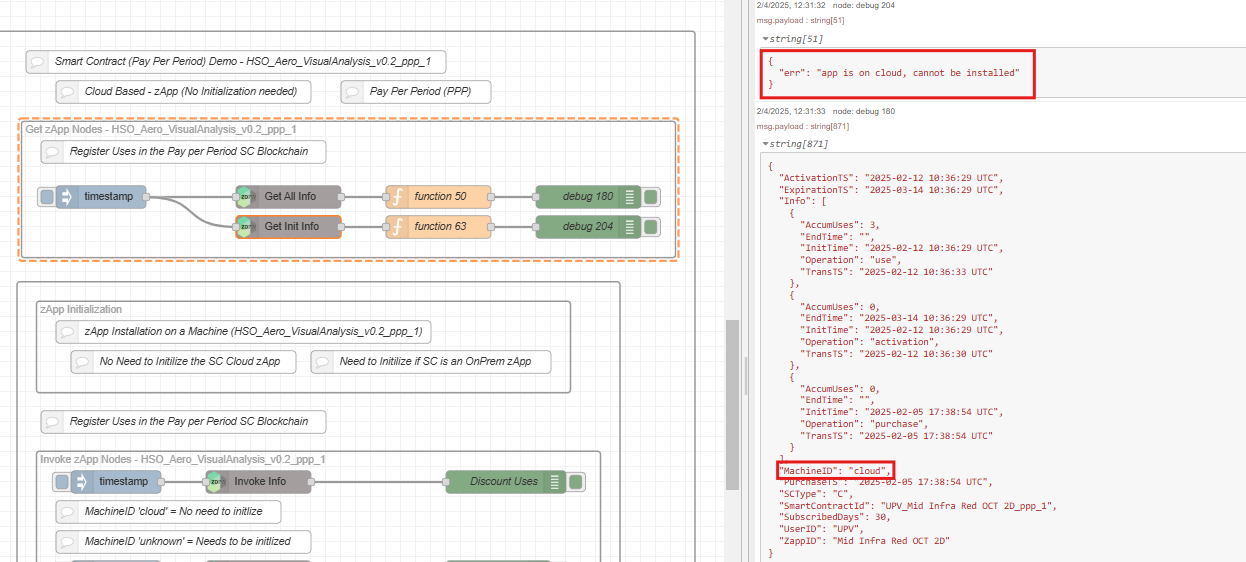 Smart Contract (Pay Per Period) Demo - HSO_Aero_VisualAnalysis_v0.2_ppp_1
Cloud Based - zApp (No Initialization needed)
Pay Per Period (PPP)
Get zApp Nodes - HSO_Aero_VisualAnalysis_v0.2_ppp_1
Register Uses in the Pay per Period SC Blockchain
timestamp
Get All Info
function 50
debug 180
Get Init Info
function 63
debug 204
zApp Initialization
zApp Installation on a Machine (HSO_Aero_VisualAnalysis_v0.2_ppp_1)
No Need to Initilize the SC Cloud zApp
Need to Initilize if SC is an OnPrem zApp
Register Uses in the Pay per Period SC Blockchain
Invoke zApp Nodes - HSO_Aero_VisualAnalysis_v0.2_ppp_1
timestamp
Invoke Info
Discount Uses
MachineID 'cloud' = No need to initlize
MachineID 'unknown' = Needs to be initlized
2/4/2025, 12:31:32 node: debug 204
msg.payload : string[51]
string[51]
{
"err": "app is on cloud, cannot be installed"
}
2/4/2025, 12:31:33 node: debug 180
msg.payload : string[871]
string[871]
{
"ActivationTS": "2025-02-12 10:36:29 UTC",
"ExpirationTS": "2025-03-14 10:36:29 UTC",
"Info": [
{
"AccumUses": 3,
"EndTime": "",
"InitTime": "2025-02-12 10:36:29 UTC",
"Operation": "use",
"TransTS": "2025-02-12 10:36:33 UTC"
},
{
"AccumUses": 0,
"EndTime": "2025-03-14 10:36:29 UTC",
"InitTime": "2025-02-12 10:36:29 UTC",
"Operation": "activation",
"TransTS": "2025-02-12 10:36:30 UTC"
},
{
"AccumUses": 0,
"EndTime": "",
"InitTime": "2025-02-05 17:38:54 UTC",
"Operation": "purchase",
"TransTS": "2025-02-05 17:38:54 UTC"
}
],
"MachineID": "cloud",
"PurchaseTS": "2025-02-05 17:38:54 UTC",
"SCType": "C",
"SmartContractId": "UPV_Mid Infra Red OCT 2D_ppp_1",
"SubscribedDays": 30,
"UserID": "UPV",
"ZappID": "Mid Infra Red OCT 2D"
}